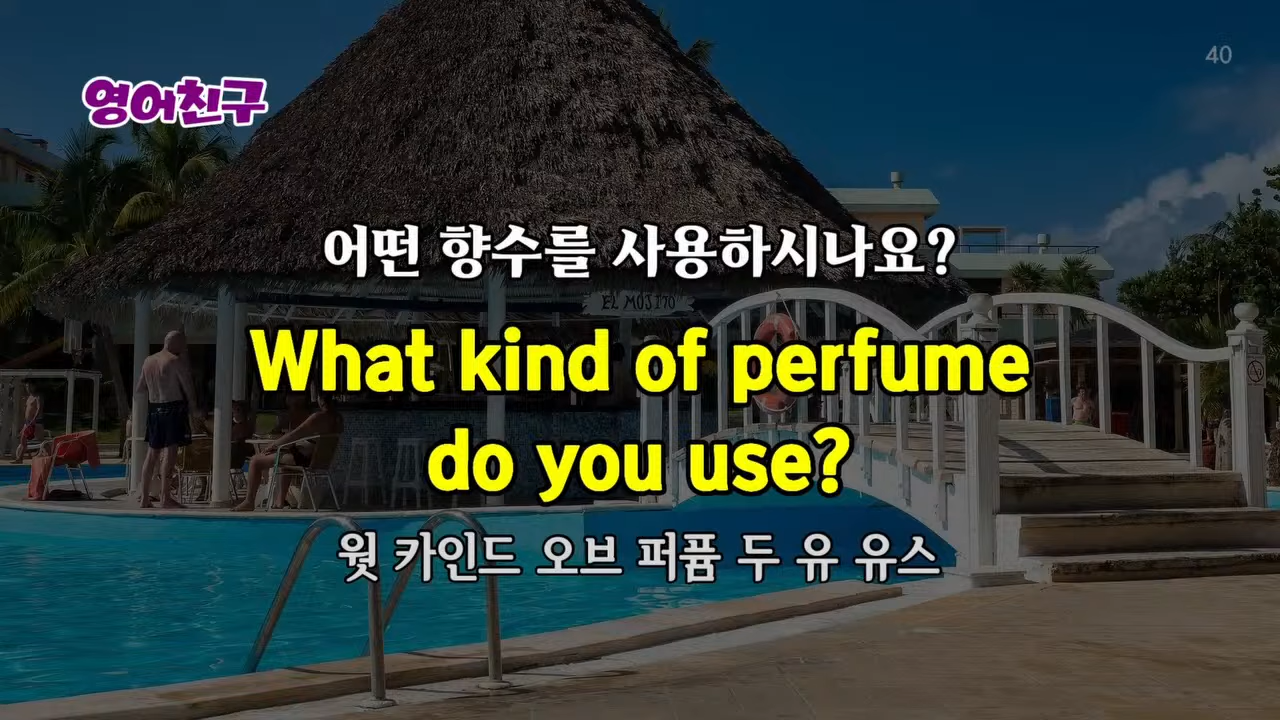 40
영어친구
어떤 향수를 사용하시나요?
EL MOJITO
What kind of perfume
do you use?
웟 카인드 오브 퍼퓸 두 유 유스